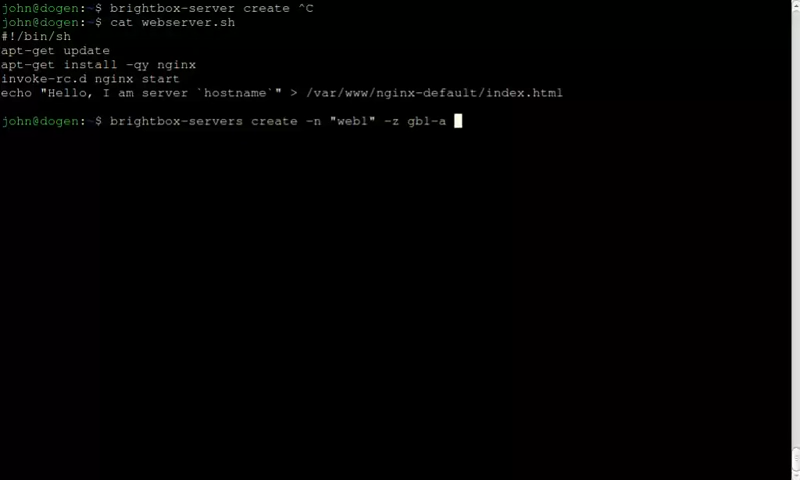 john@dogen:~$ brightbox-server create ^C
john@dogen:~$ cat webserver.sh
#!/bin/sh
apt-get update
apt-get install -qy nginx
invoke-rc.d nginx start
echo "Hello, I am server `hostname`" > /var/www/nginx-default/index.html
john@dogen:~$ brightbox-servers create -n "web1" -z gb1-a